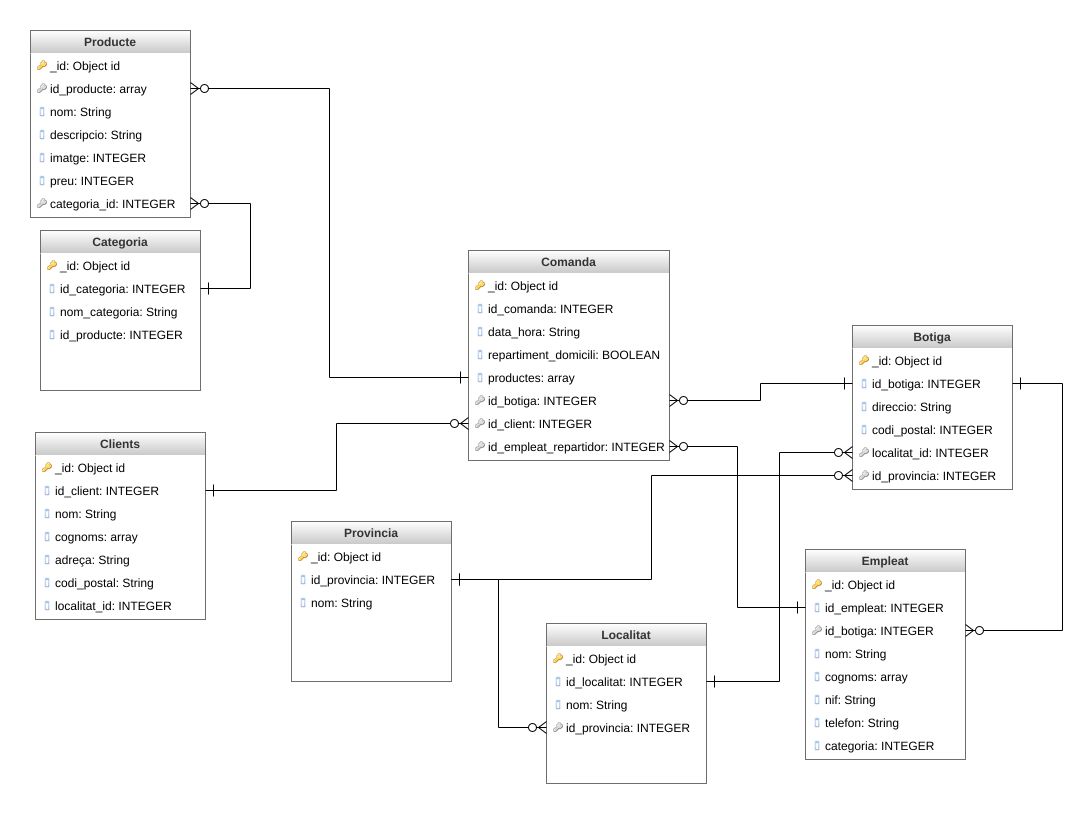 Producte
_id: Object id
id_producte: array
nom: String
descripcio: String
imatge: INTEGER
preu: INTEGER
categoria_id: INTEGER
Categoria
_id: Object id
id_categoria: INTEGER
nom_categoria: String
id_producte: INTEGER
Comanda
_id: Object id
id_comanda: INTEGER
data_hora: String
repartiment_domicili: BOOLEAN
productes: array
id_botiga: INTEGER
id_client: INTEGER
id_empleat_repartidor: INTEGER
Botiga
_id: Object id
id_botiga: INTEGER
direccio: String
codi_postal: INTEGER
localitat_id: INTEGER
id_provincia: INTEGER
Clients
_id: Object id
id_client: INTEGER
nom: String
cognoms: array
adreça: String
codi_postal: String
localitat_id: INTEGER
Provincia
_id: Object id
id_provincia: INTEGER
nom: String
Localitat
_id: Object id
id_localitat: INTEGER
nom: String
id_provincia: INTEGER
Empleat
_id: Object id
id_empleat: INTEGER
id_botiga: INTEGER
nom: String
cognoms: array
nif: String
telefon: String
categoria: INTEGER